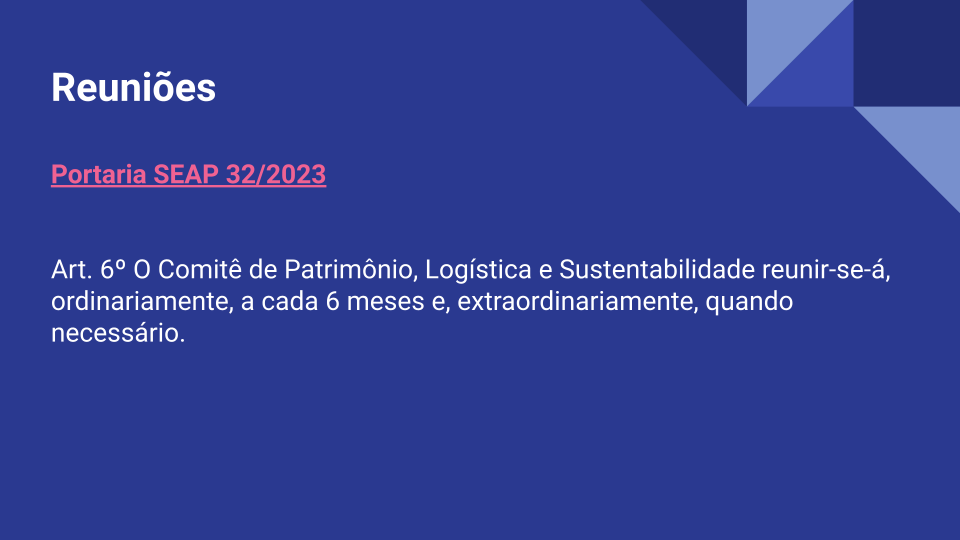 Reuniões
Portaria SEAP 32/2023
Art. 6º O Comitê de Patrimônio, Logística e Sustentabilidade reunir-se-á,
ordinariamente, a cada 6 meses e, extraordinariamente, quando
necessário.